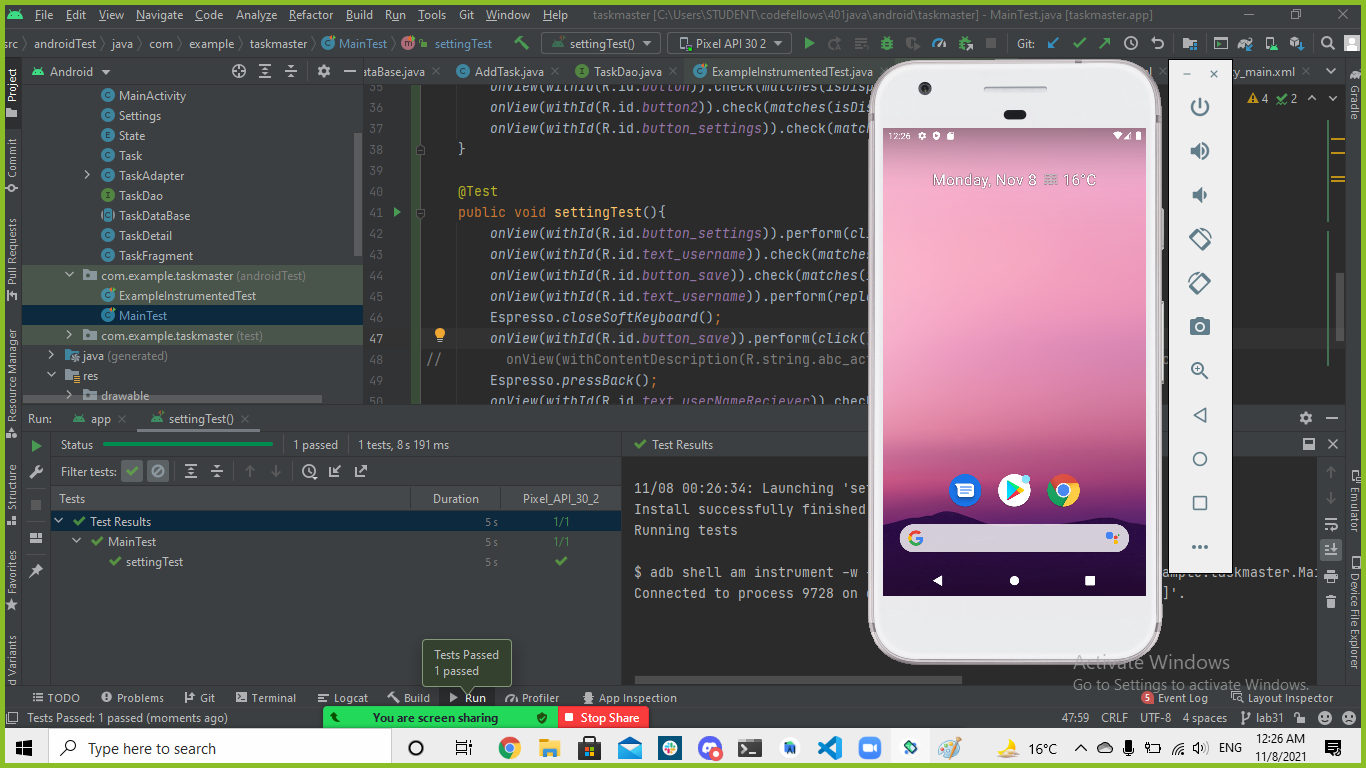 File Edit View Navigate Code Analyze Refactor Build Run Tools Git Window Help taskmaster [C:\Users\STUDENT\codefellows\401java\android\taskmaster] - MainTest.java [taskmaster.app]
src androidTest java com example taskmaster MainTest settingTest settingTest() Pixel API 30 2 Git:
Android
ataBase.java AddTask.java TaskDao.java ExampleInstrumentedTest.java y_main.xml
MainActivity
Settings
State
Task
TaskAdapter
TaskDao
TaskDataBase
TaskDetail
TaskFragment
com.example.taskmaster (androidTest)
ExampleInstrumentedTest
MainTest
com.example.taskmaster (test)
java (generated)
res
drawable
35 onView(withId(R.id.button)).check(matches(isDisp
36 onView(withId(R.id.button2)).check(matches(isDis
37 onView(withId(R.id.button_settings)).check(match
38 }
39
40 @Test
41 public void settingTest(){
42 onView(withId(R.id.button_settings)).perform(cli
43 onView(withId(R.id.text_username)).check(matches
44 onView(withId(R.id.button_save)).check(matches(
45 onView(withId(R.id.text_username)).perform(repl
46 Espresso.closeSoftKeyboard();
47 onView(withId(R.id.button_save)).perform(click(
48 // onView(withContentDescription(R.string.abc_ac
49 Espresso.pressBack();
50 onView(withId(R.id.text_userNameReciever)).check
4 2
Project
Commit
Pull Requests
Resource Manager
Structure
Favorites
d Variants
Gradle
Emulator
Device File Explorer
12:26
Monday, Nov 8 16°C
Run: app settingTest()
Status 1 passed 1 tests, 8 s 191 ms
Filter tests:
Tests Duration Pixel_API_30_2
Test Results 5 s 1/1
MainTest 5 s 1/1
settingTest 5 s
Test Results
11/08 00:26:34: Launching 'set
Install successfully finished
Running tests
$ adb shell am instrument -w ample.taskmaster.Mai
Connected to process 9728 on ]'.
Tests Passed
1 passed
Activate Windows
Go to Settings to activate Windows.
TODO Problems Git Terminal Logcat Build Run Profiler App Inspection 5 Event Log Layout Inspector
Tests Passed: 1 passed (moments ago) You are screen sharing Stop Share 47:59 CRLF UTF-8 4 spaces lab31
Type here to search 16°C ENG 12:26 AM
11/8/2021